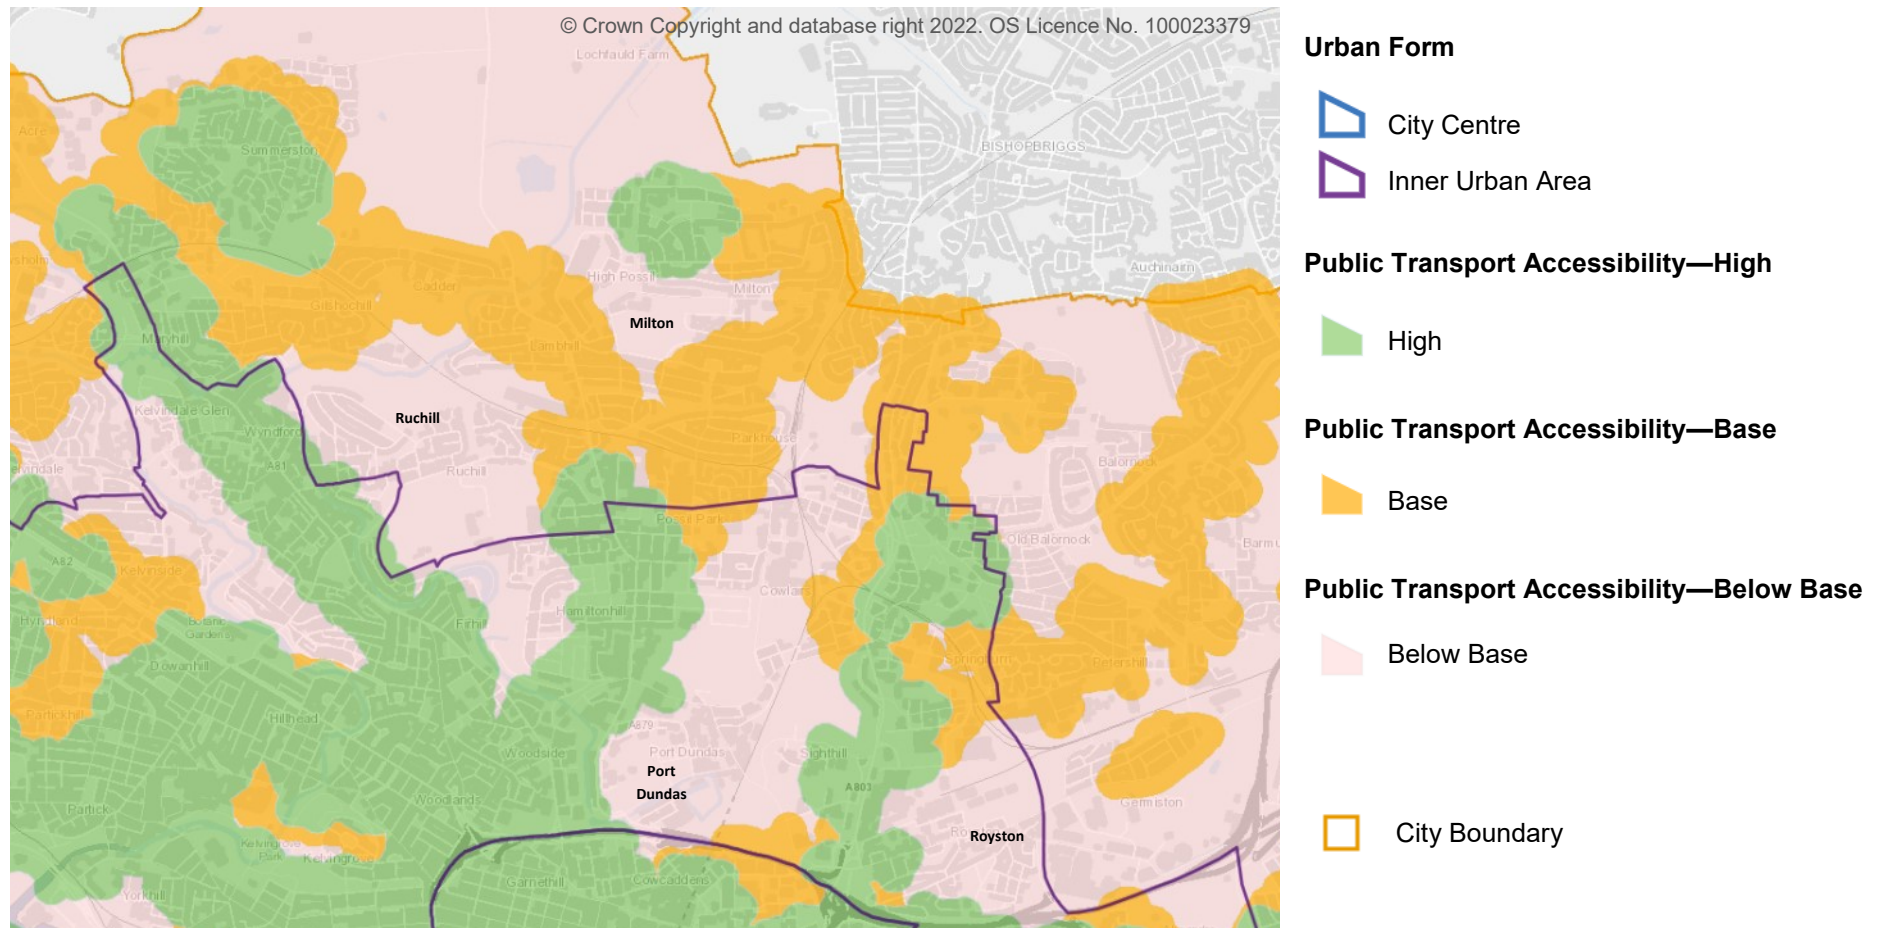 © Crown Copyright and database right 2022. OS Licence No. 100023379
Lochfauld Farm
Acre
Summerston
BISHOPBRIGGS
Auchinairn
High Possil
Milton
Cadder
Gilshochill
Milton
Maryhill
Lambhill
Kelvindale Glen
Ruchill
Wyndford
Parkhouse
A81
Ruchill
Balornock
Possil Park
Old Balornock
A82
Kelvinside
Cowlairs
Hyndland
Botanic
Gardens
Firhill
Hamiltonhill
Dowanhill
Springburn
Petershill
Partickhill
Hillhead
A879
Woodside
Port Dundas
Sighthill
Port
Dundas
A803
Partick
Woodlands
Germiston
Royston
Kelvingrove
Park
Kelvingrove
Garnethill
Cowcaddens
Yorkhill
Urban Form
City Centre
Inner Urban Area
Public Transport Accessibility—High
High
Public Transport Accessibility—Base
Base
Public Transport Accessibility—Below Base
Below Base
City Boundary